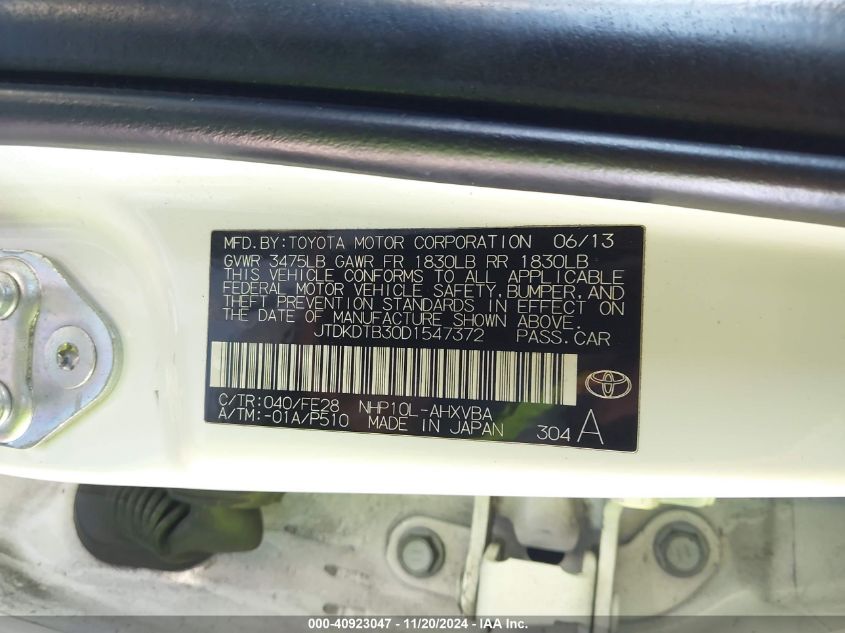 MFD.BY:TOYOTA MOTOR CORPORATION 06/13
GVWR 3475LB GAWR FR 1830LB RR 1830LB
THIS VEHICLE CONFORMS TO ALL APPLICABLE
FEDERAL MOTOR VEHICLE SAFETY, BUMPER, AND
THEFT PREVENTION STANDARDS IN EFFECT ON
THE DATE OF MANUFACTURE SHOWN ABOVE.
JTDKDTB30D1547372 PASS.CAR
C/TR:040/FE28 NHP10L-AHXVBA
A/TM:-01A/P510 MADE IN JAPAN 304 A
000-40923047 - 11/20/2024 - IAA Inc.